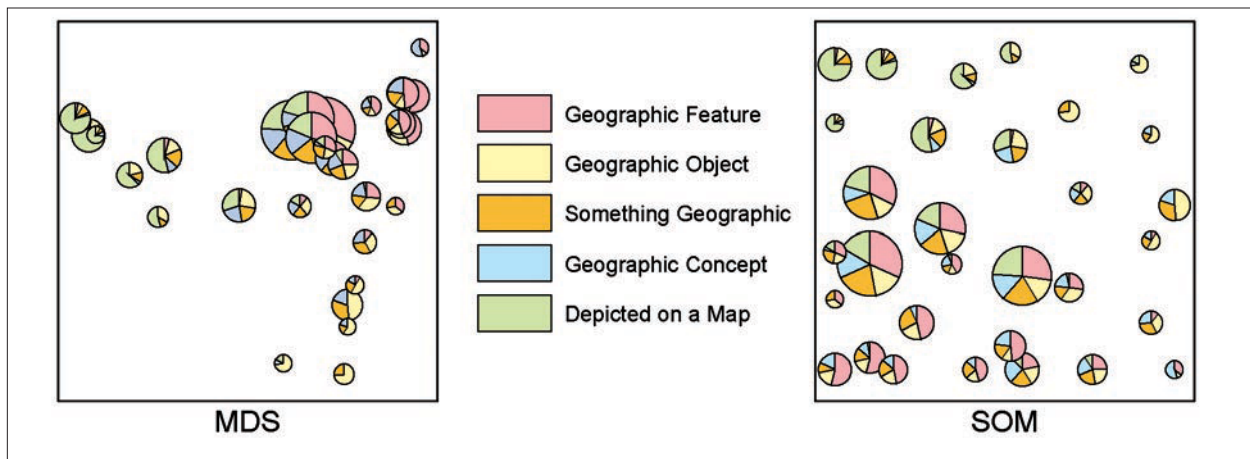 Geographic Feature
Geographic Object
Something Geographic
Geographic Concept
Depicted on a Map
MDS
SOM